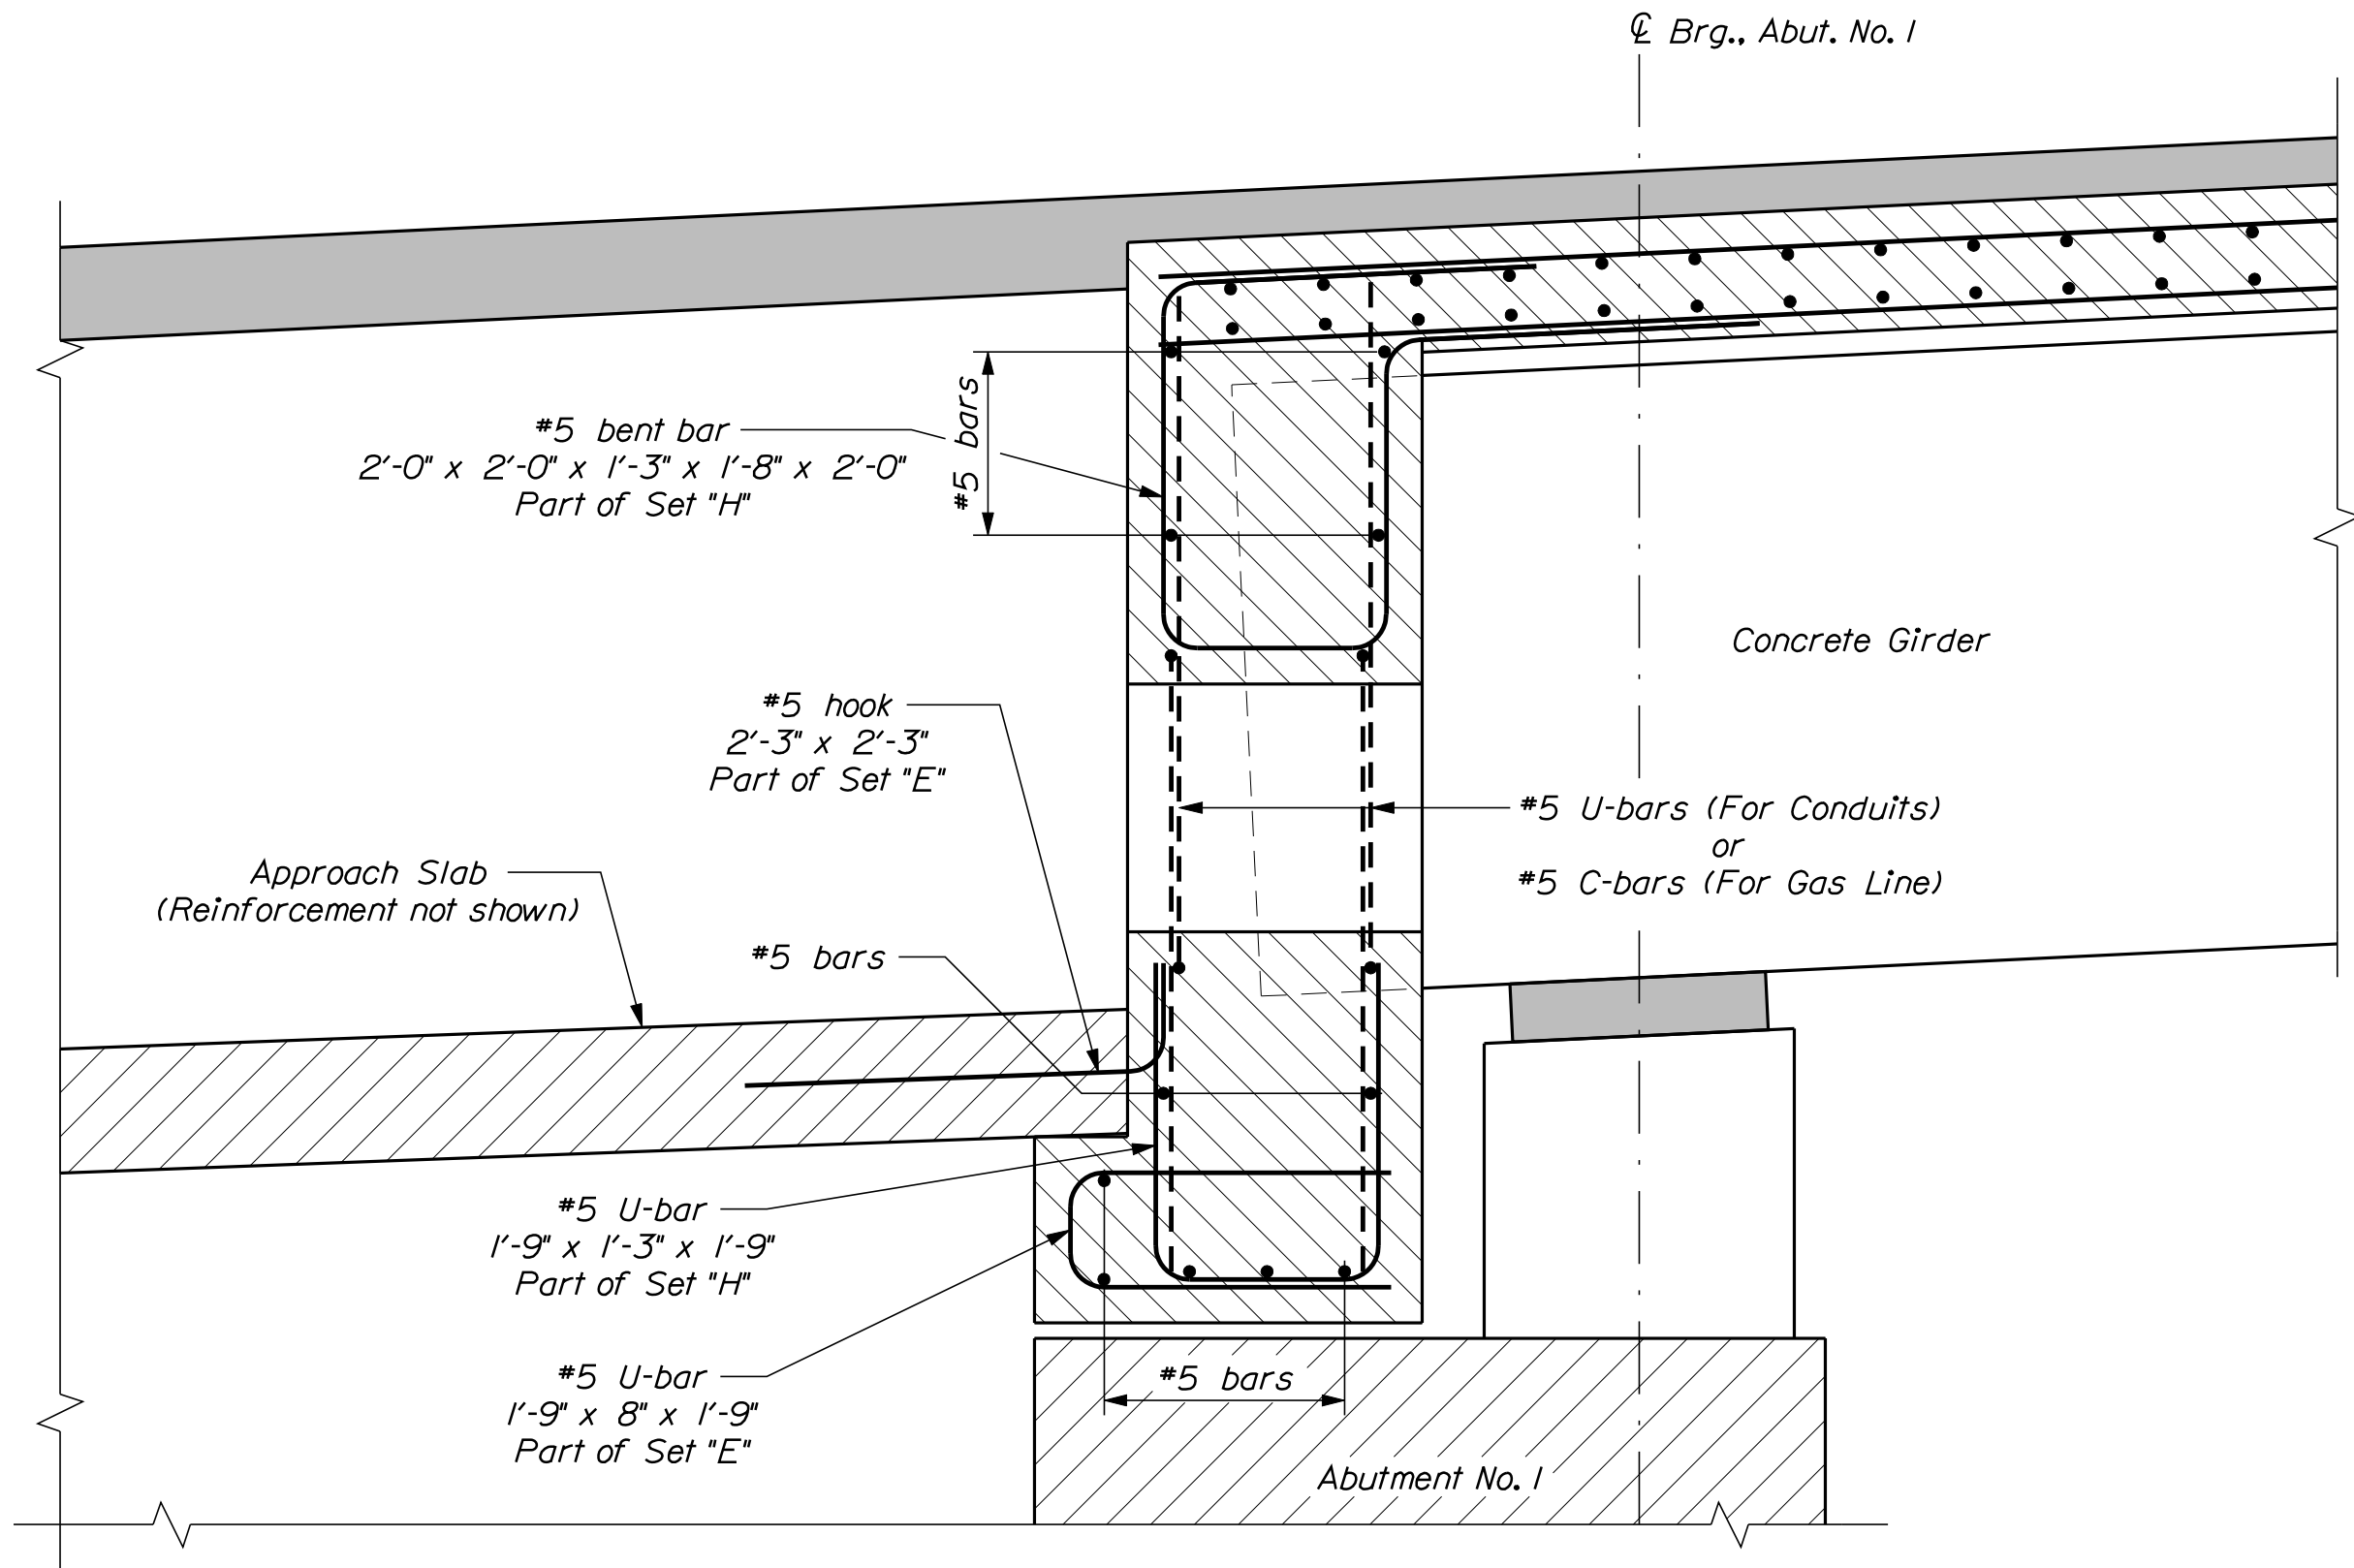 ℄ Brg., Abut. No. 1
#5 bent bar
2'-0" x 2'-0" x 1'-3" x 1'-8" x 2'-0"
Part of Set "H"
#5 bars
Concrete Girder
#5 hook
2'-3" x 2'-3"
Part of Set "E"
#5 U-bars (For Conduits)
or
#5 C-bars (For Gas Line)
Approach Slab
(Reinforcement not shown)
#5 bars
#5 U-bar
1'-9" x 1'-3" x 1'-9"
Part of Set "H"
#5 U-bar
1'-9" x 8" x 1'-9"
Part of Set "E"
#5 bars
Abutment No. 1